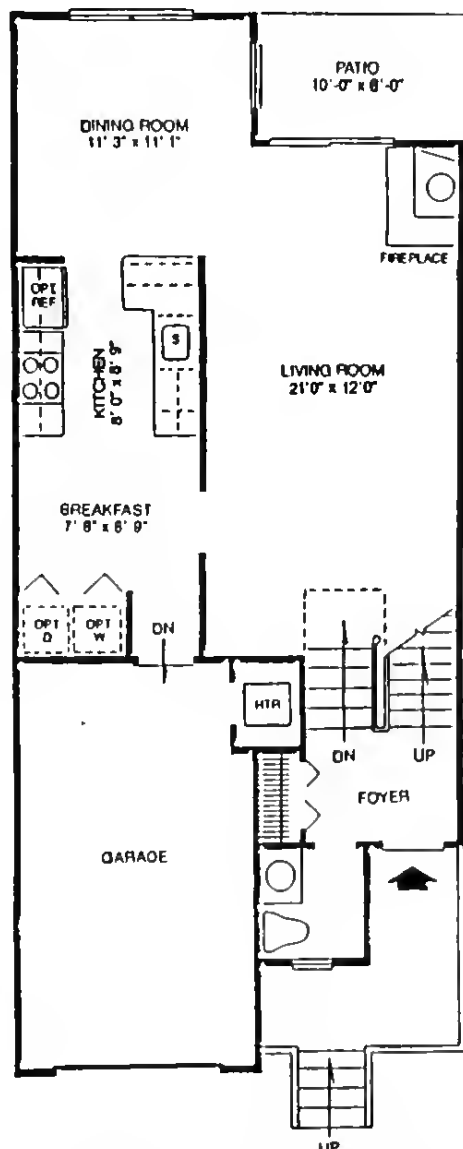 PATIO
10'-0" x 6'-0"
DINING ROOM
11' 3" x 11' 1"
FIREPLACE
OPT
REF
S
KITCHEN
8' 0" x 8' 9"
LIVING ROOM
21'0" x 12'0"
BREAKFAST
7' 8" x 6' 9"
OPT
D
OPT
W
DN
HTR
DN
UP
FOYER
GARAGE
UP